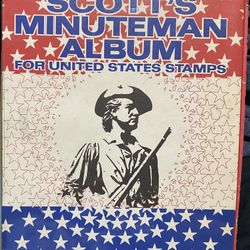 SCOTT'S
MINUTEMAN
ALBUM
FOR UNITED STATES STAMPS